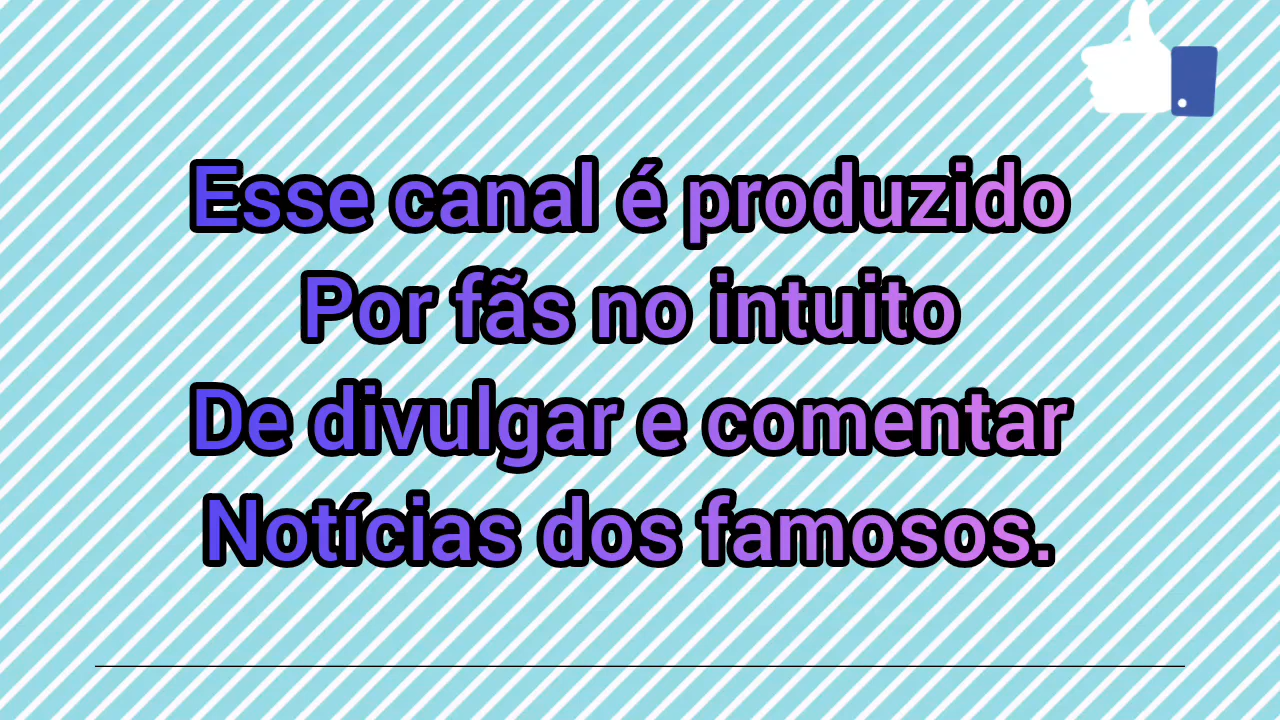 Esse canal é produzido
Por fãs no intuito
De divulgar e comentar
Notícias dos famosos.